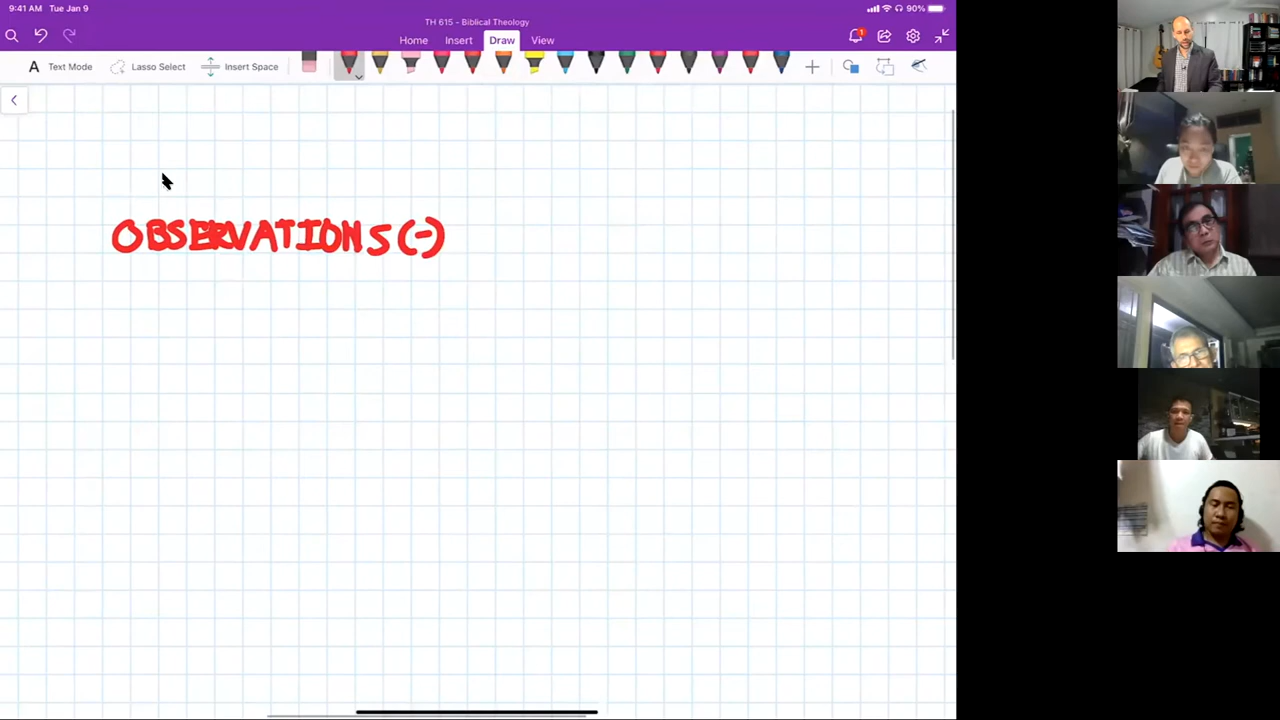 9:41 AM Tue Jan 9
90%
TH 615 - Biblical Theology
Home Insert Draw View
1
A Text Mode Lasso Select Insert Space
OBSERVATIONS (-)